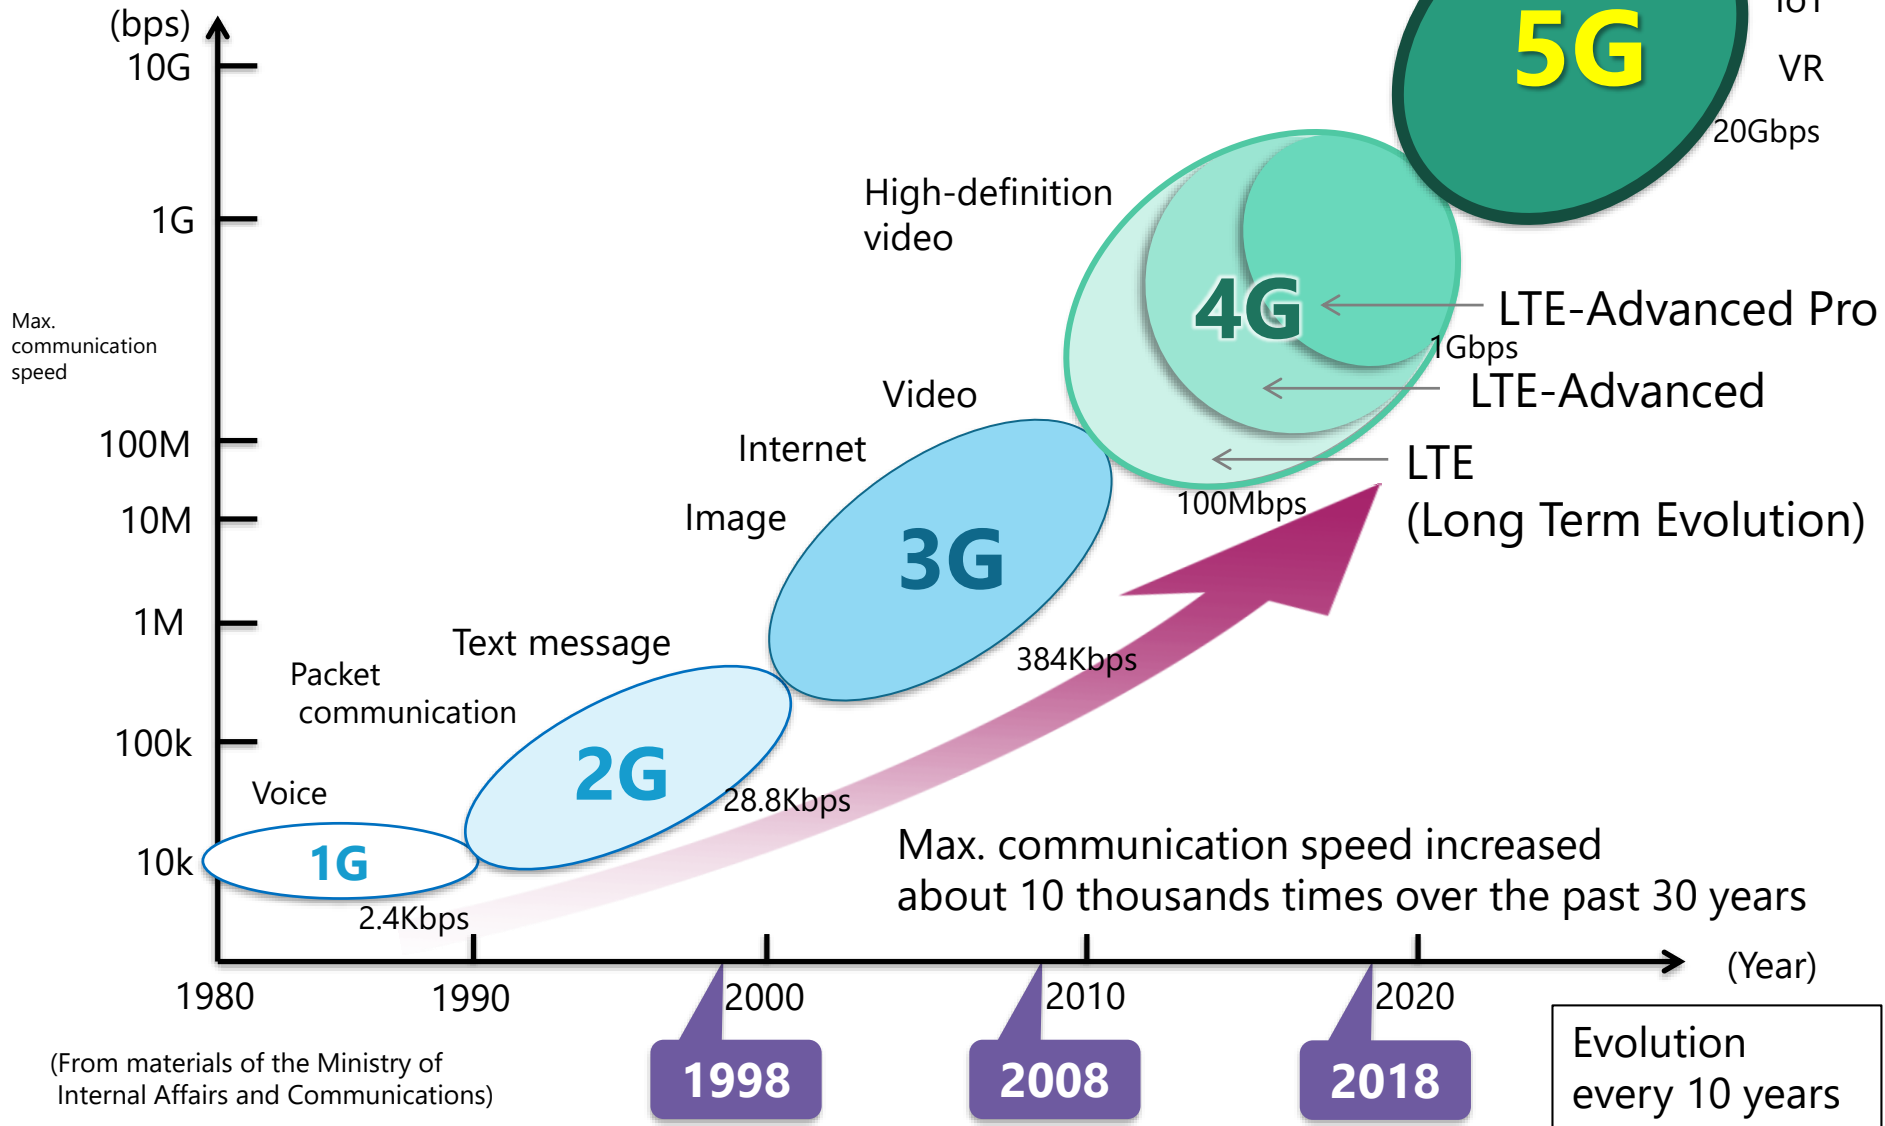 (bps)
10G
1G
Max.
communication
speed
100M
10M
1M
100k
10k
5G
IoT
VR
20Gbps
High-definition
video
4G
LTE-Advanced Pro
1Gbps
LTE-Advanced
LTE
(Long Term Evolution)
100Mbps
Video
Internet
Image
3G
384Kbps
Text message
Packet
communication
2G
28.8Kbps
Voice
1G
2.4Kbps
Max. communication speed increased
about 10 thousands times over the past 30 years
(Year)
1980
1990
2000
2010
2020
1998
2008
2018
(From materials of the Ministry of
Internal Affairs and Communications)
Evolution
every 10 years